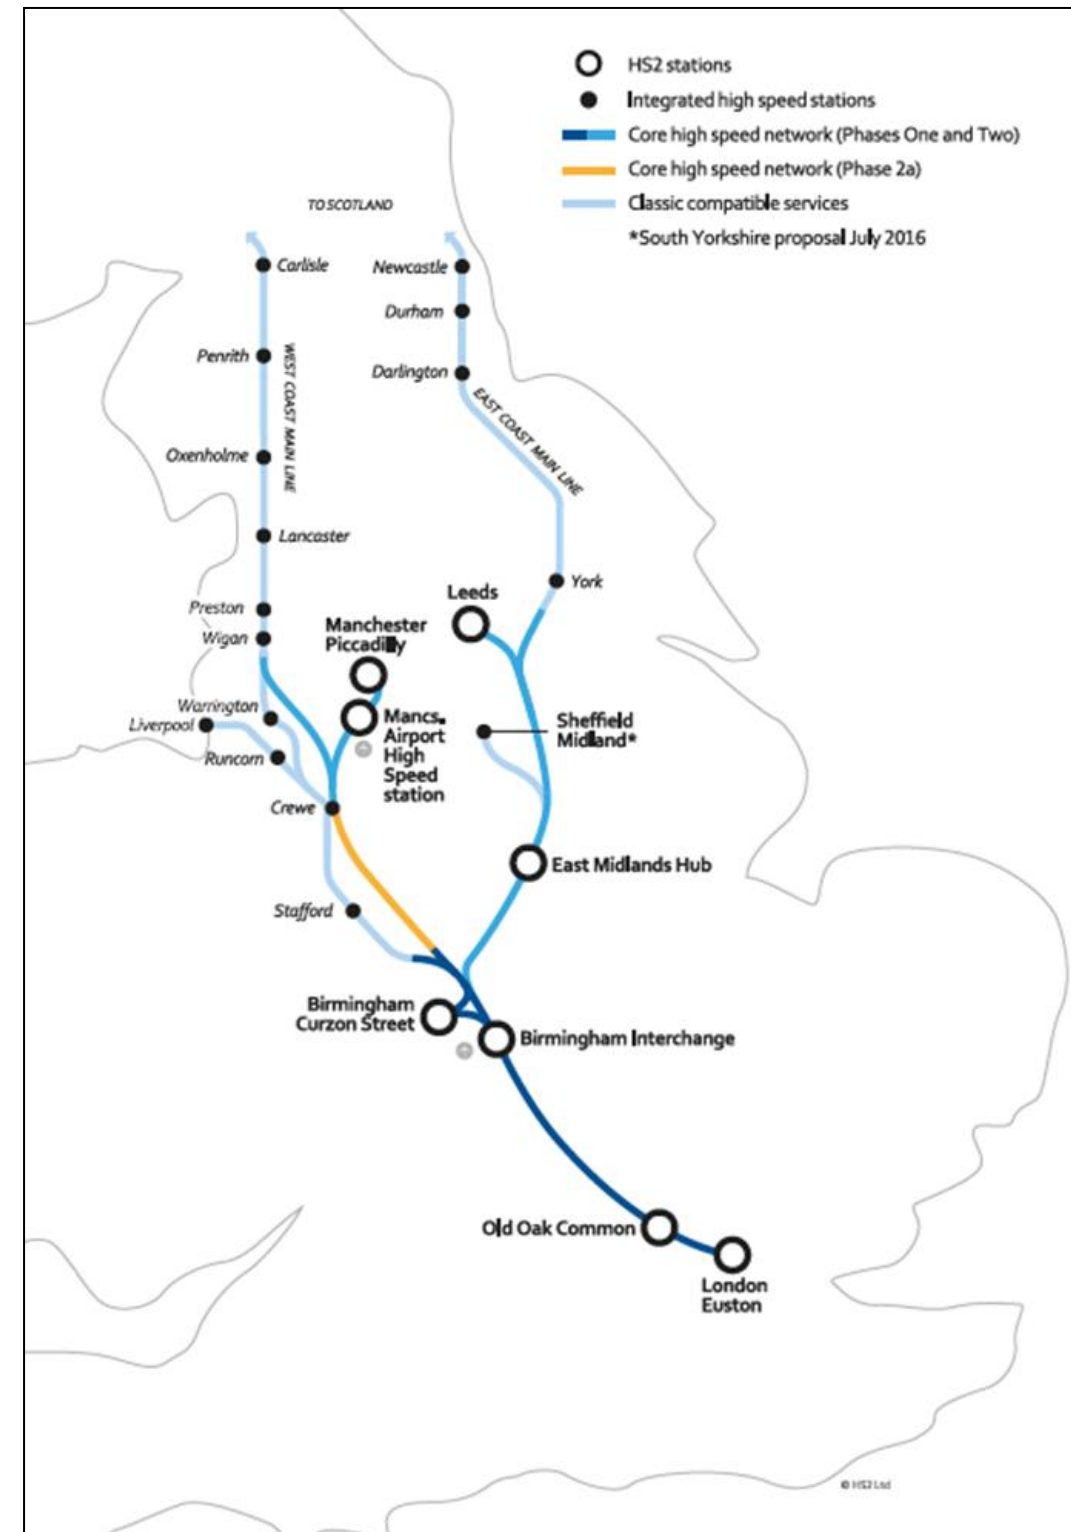 HS2 stations
Integrated high speed stations
Core high speed network (Phases One and Two)
Core high speed network (Phase 2a)
Classic compatible services
*South Yorkshire proposal July 2016
TO SCOTLAND
Carlisle
Newcastle
Durham
Penrith
WEST COAST MAIN LINE
Darlington
EAST COAST MAIN LINE
Oxenholme
Lancaster
York
Leeds
Preston
Manchester
Piccadilly
Wigan
Warrington
Liverpool
Mancs.
Airport
High
Speed
station
Sheffield
Midland*
Runcorn
Crewe
East Midlands Hub
Stafford
Birmingham
Curzon Street
Birmingham Interchange
Old Oak Common
London
Euston
© HS2 Ltd